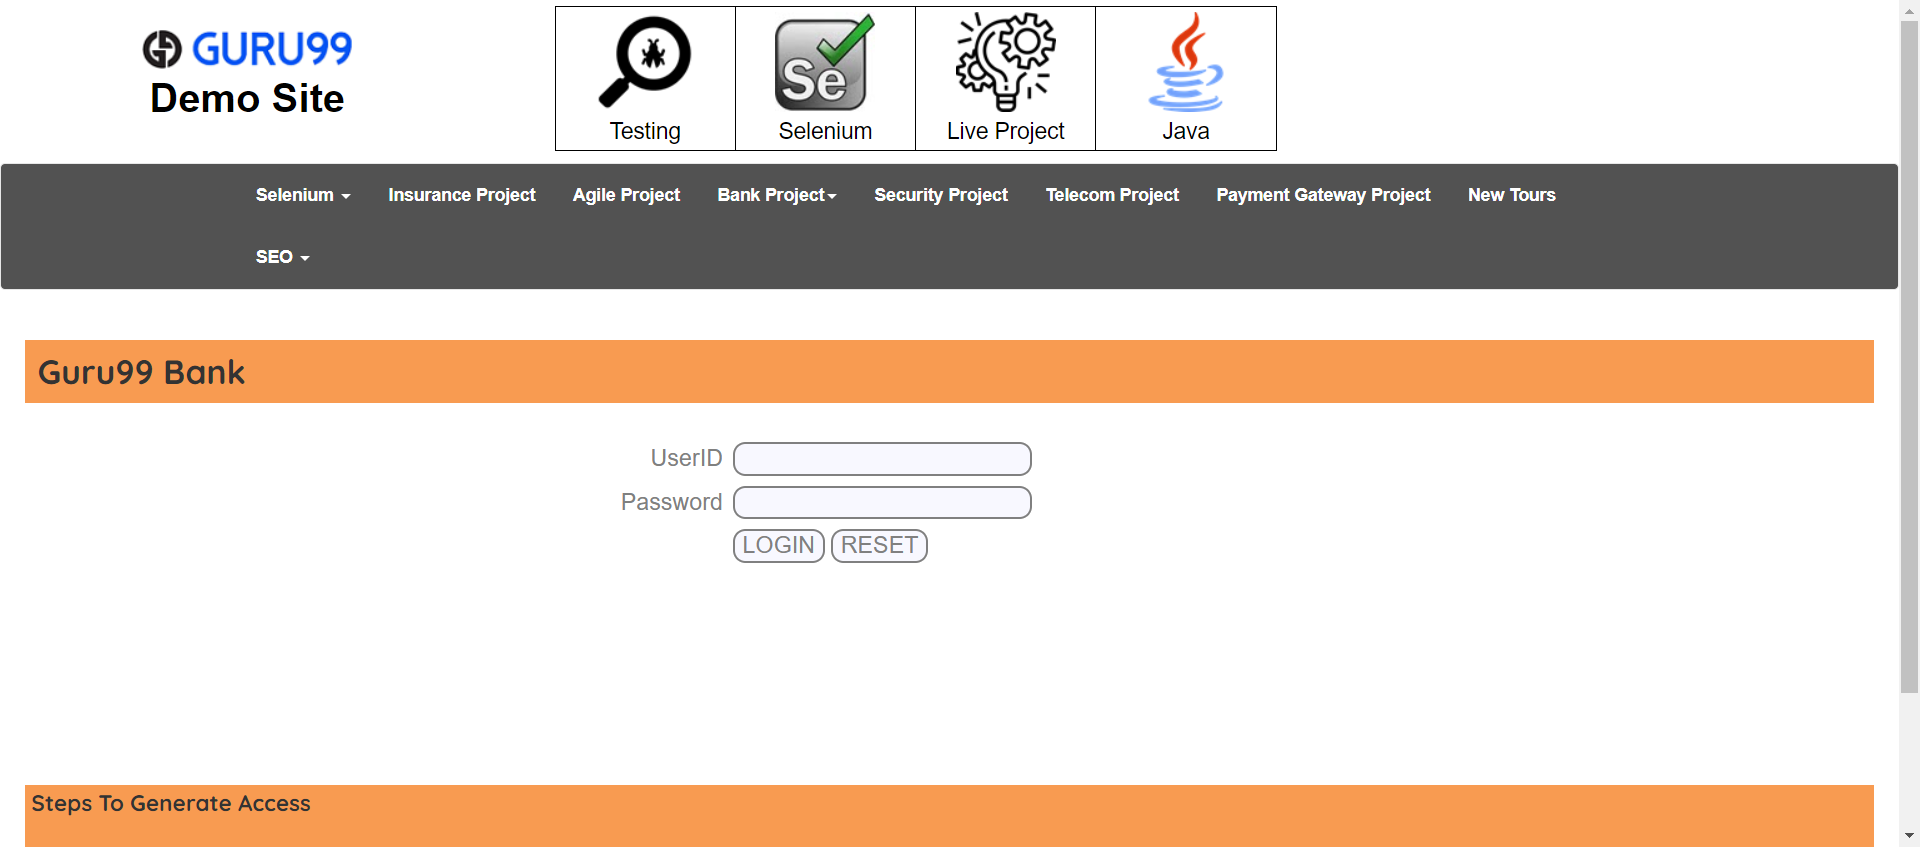 GURU99
Demo Site
Testing
Se
Selenium
Live Project
Java
Selenium
Insurance Project
Agile Project
Bank Project
Security Project
Telecom Project
Payment Gateway Project
New Tours
SEO
Guru99 Bank
UserID
Password
LOGIN RESET
Steps To Generate Access